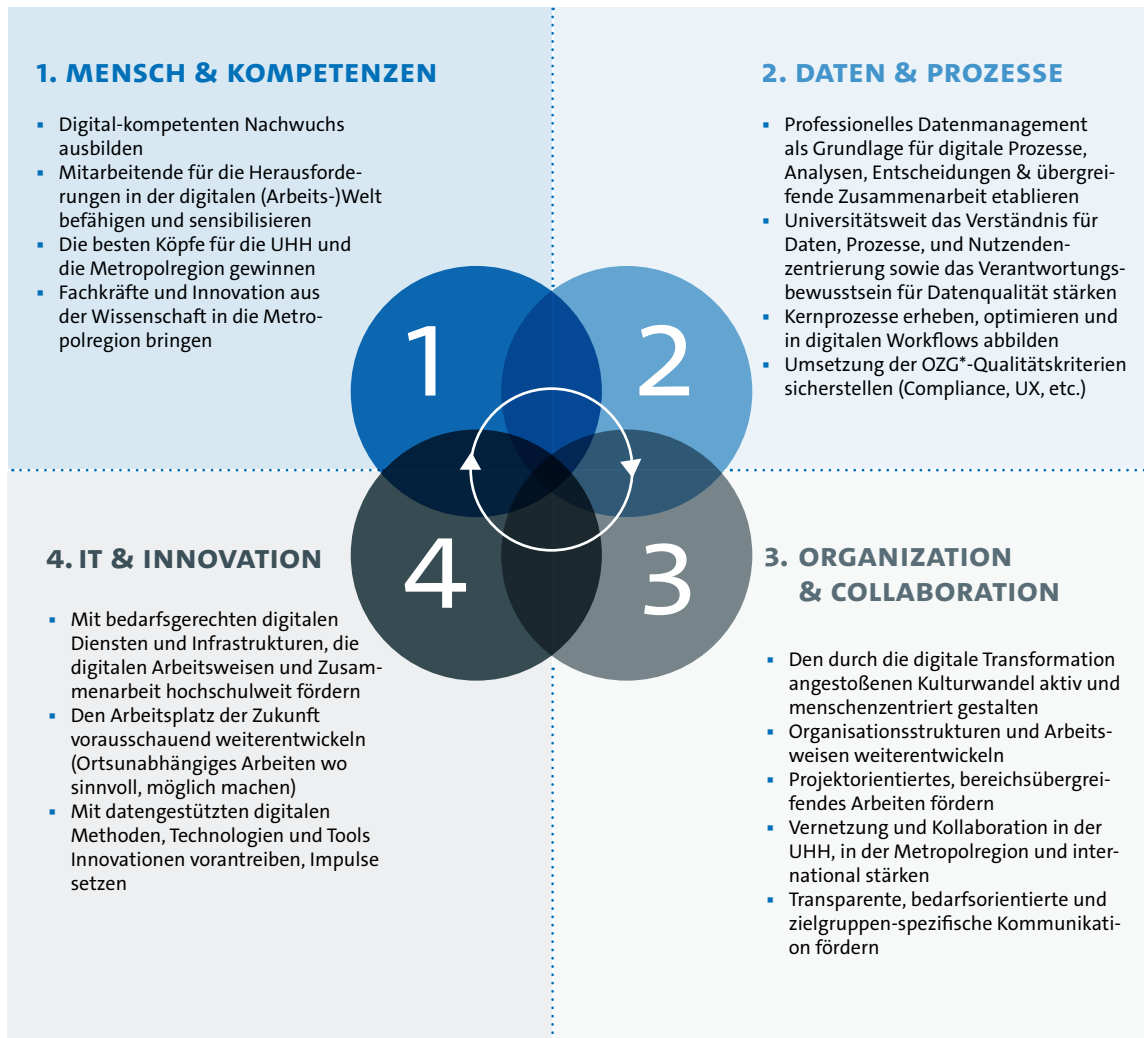 1. MENSCH & KOMPETENZEN
▪ Digital-kompetenten Nachwuchs
ausbilden
▪ Mitarbeitende für die Herausforde-
rungen in der digitalen (Arbeits-)Welt
befähigen und sensibilisieren
▪ Die besten Köpfe für die UHH und
die Metropolregion gewinnen
▪ Fachkräfte und Innovation aus
der Wissenschaft in die Metro-
polregion bringen
2. DATEN & PROZESSE
▪ Professionelles Datenmanagement
als Grundlage für digitale Prozesse,
Analysen, Entscheidungen & übergrei-
fende Zusammenarbeit etablieren
▪ Universitätsweit das Verständnis für
Daten, Prozesse, und Nutzenden-
zentrierung sowie das Verantwortungs-
bewusstsein für Datenqualität stärken
▪ Kernprozesse erheben, optimieren und
in digitalen Workflows abbilden
▪ Umsetzung der OZG*-Qualitätskriterien
sicherstellen (Compliance, UX, etc.)
1
2
4
3
4. IT & INNOVATION
▪ Mit bedarfsgerechten digitalen
Diensten und Infrastrukturen, die
digitalen Arbeitsweisen und Zusam-
menarbeit hochschulweit fördern
▪ Den Arbeitsplatz der Zukunft
vorausschauend weiterentwickeln
(Ortsunabhängiges Arbeiten wo
sinnvoll, möglich machen)
▪ Mit datengestützten digitalen
Methoden, Technologien und Tools
Innovationen vorantreiben, Impulse
setzen
3. ORGANIZATION
& COLLABORATION
▪ Den durch die digitale Transformation
angestoßenen Kulturwandel aktiv und
menschenzentriert gestalten
▪ Organisationsstrukturen und Arbeits-
weisen weiterentwickeln
▪ Projektorientiertes, bereichsübergrei-
fendes Arbeiten fördern
▪ Vernetzung und Kollaboration in der
UHH, in der Metropolregion und inter-
national stärken
▪ Transparente, bedarfsorientierte und
zielgruppen-spezifische Kommunikati-
on fördern